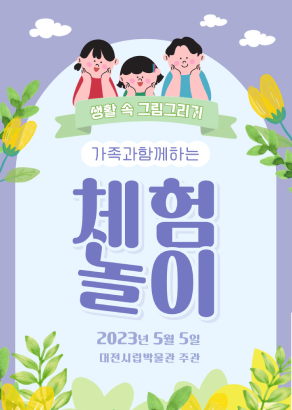 생활 속 그림그리기
가족과함께하는
체험
놀이
2023년 5월 5일
대전시립박물관 주관